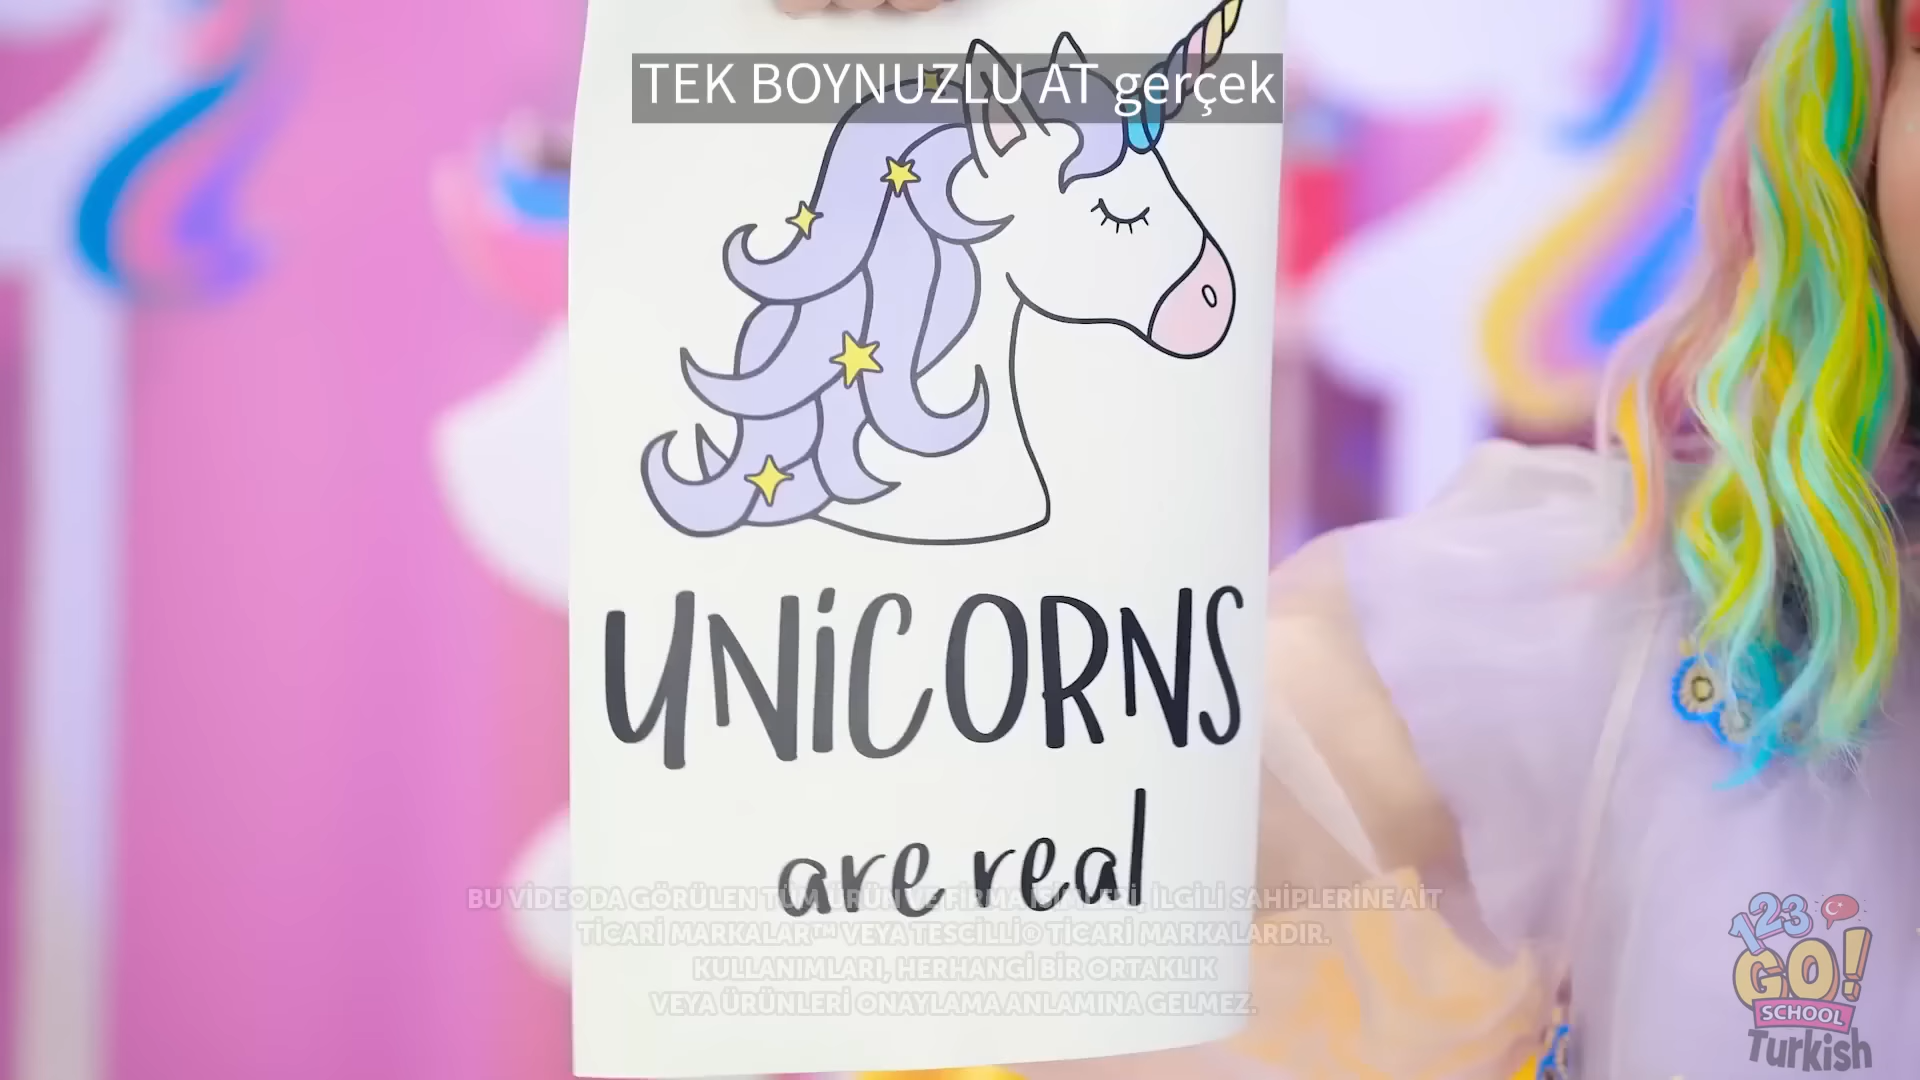 TEK BOYNUZLU AT gerçek
UNiCORNS
are real
BU VİDEODA GÖRÜLEN TÜM ÜRÜN VE FİRMA İSİMLERİ, İLGİLİ SAHİPLERİNE AİT
TİCARİ MARKALAR™ VEYA TESCİLLİ© TİCARİ MARKALARDIR.
KULLANIMLARI, HERHANGİ BİR ORTAKLIK
VEYA ÜRÜNLERİ ONAYLAMA ANLAMINA GELMEZ.
123
GO!
SCHOOL
Turkish